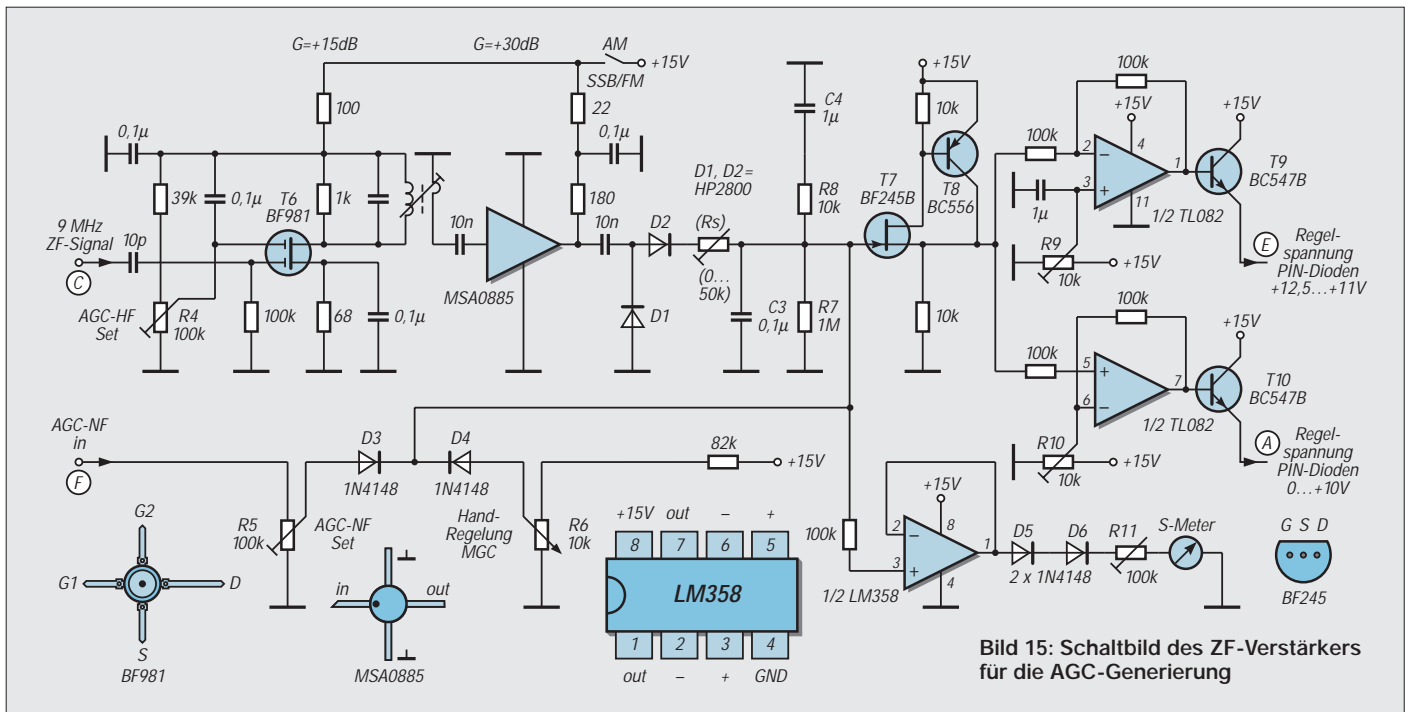 G=+15dB
G=+30dB
AM
+15V
SSB/FM
100
22
0,1µ
0,1µ
39k
0,1µ
T6
BF981
1k
180
10n
10n
9 MHz
ZF-Signal
C
10p
AGC-HF
Set
R4
100k
100k
68
0,1µ
MSA0885
D1, D2=
HP2800
D2
(Rs)
(0…
50k)
D1
C4
1µ
R8
10k
C3
0,1µ
R7
1M
+15V
10k
T7
BF245B
T8
BC556
10k
100k
100k
+15V
2
–
4
3
+
1
11
1/2 TL082
1µ
R9
10k
+15V
+15V
T9
BC547B
E
Regel-
spannung
PIN-Dioden
+12,5…+11V
100k
100k
5
+
6
–
7
1/2 TL082
R10
10k
+15V
+15V
T10
BC547B
A
Regel-
spannung
PIN-Dioden
0…+10V
AGC-NF
in
F
D3
1N4148
D4
1N4148
R5
100k
AGC-NF
Set
Hand-
Regelung
MGC
R6
10k
82k
+15V
100k
+15V
2
–
8
3
+
1
4
1/2 LM358
D5
D6
2 x 1N4148
R11
100k
S-Meter
G2
G1
D
S
BF981
in
out
MSA0885
+15V
out
–
+
8
7
6
5
LM358
1
2
3
4
out
–
+
GND
G S D
BF245
Bild 15: Schaltbild des ZF-Verstärkers
für die AGC-Generierung